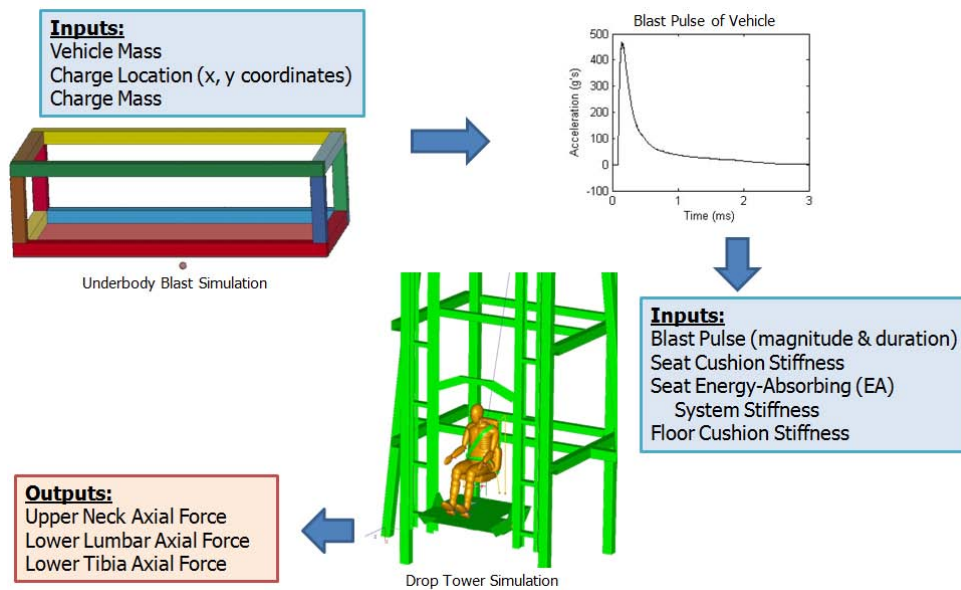 Inputs:
Vehicle Mass
Charge Location (x, y coordinates)
Charge Mass
Underbody Blast Simulation
Blast Pulse of Vehicle
Acceleration (g's)
500
400
300
200
100
0
-100
0
1
2
3
Time (ms)
Inputs:
Blast Pulse (magnitude & duration)
Seat Cushion Stiffness
Seat Energy-Absorbing (EA)
System Stiffness
Floor Cushion Stiffness
Drop Tower Simulation
Outputs:
Upper Neck Axial Force
Lower Lumbar Axial Force
Lower Tibia Axial Force